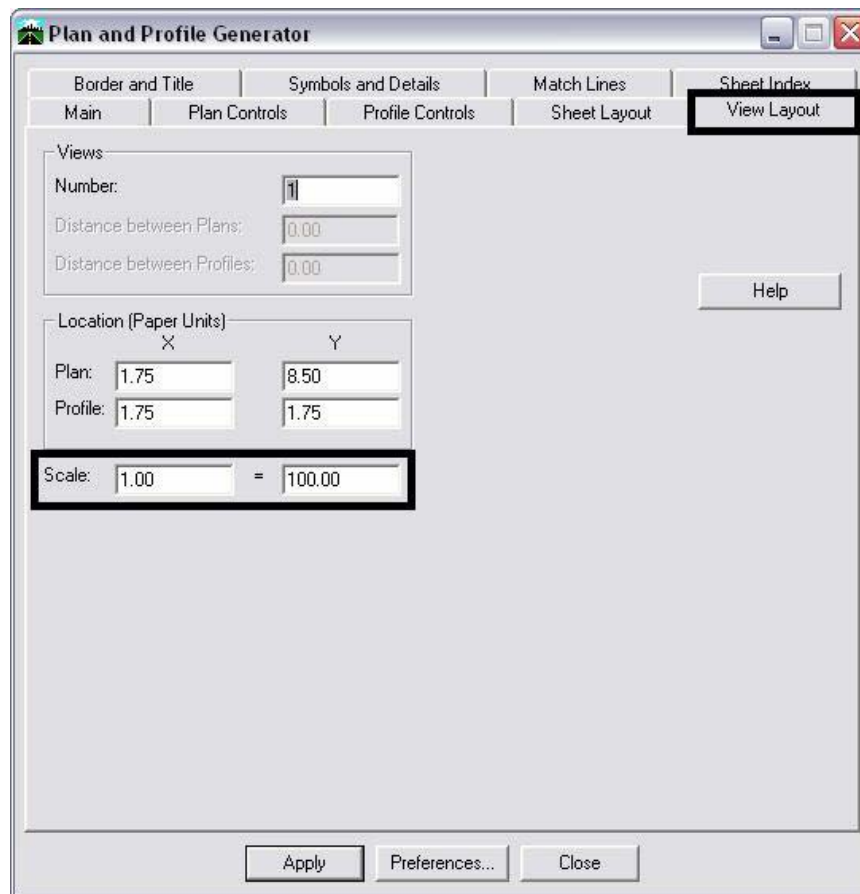 Plan and Profile Generator
Border and Title Symbols and Details Match Lines Sheet Index
Main Plan Controls Profile Controls Sheet Layout View Layout
Views
Number: 1
Distance between Plans: 0.00
Distance between Profiles: 0.00
Help
Location (Paper Units)
X Y
Plan: 1.75 8.50
Profile: 1.75 1.75
Scale: 1.00 = 100.00
Apply Preferences... Close